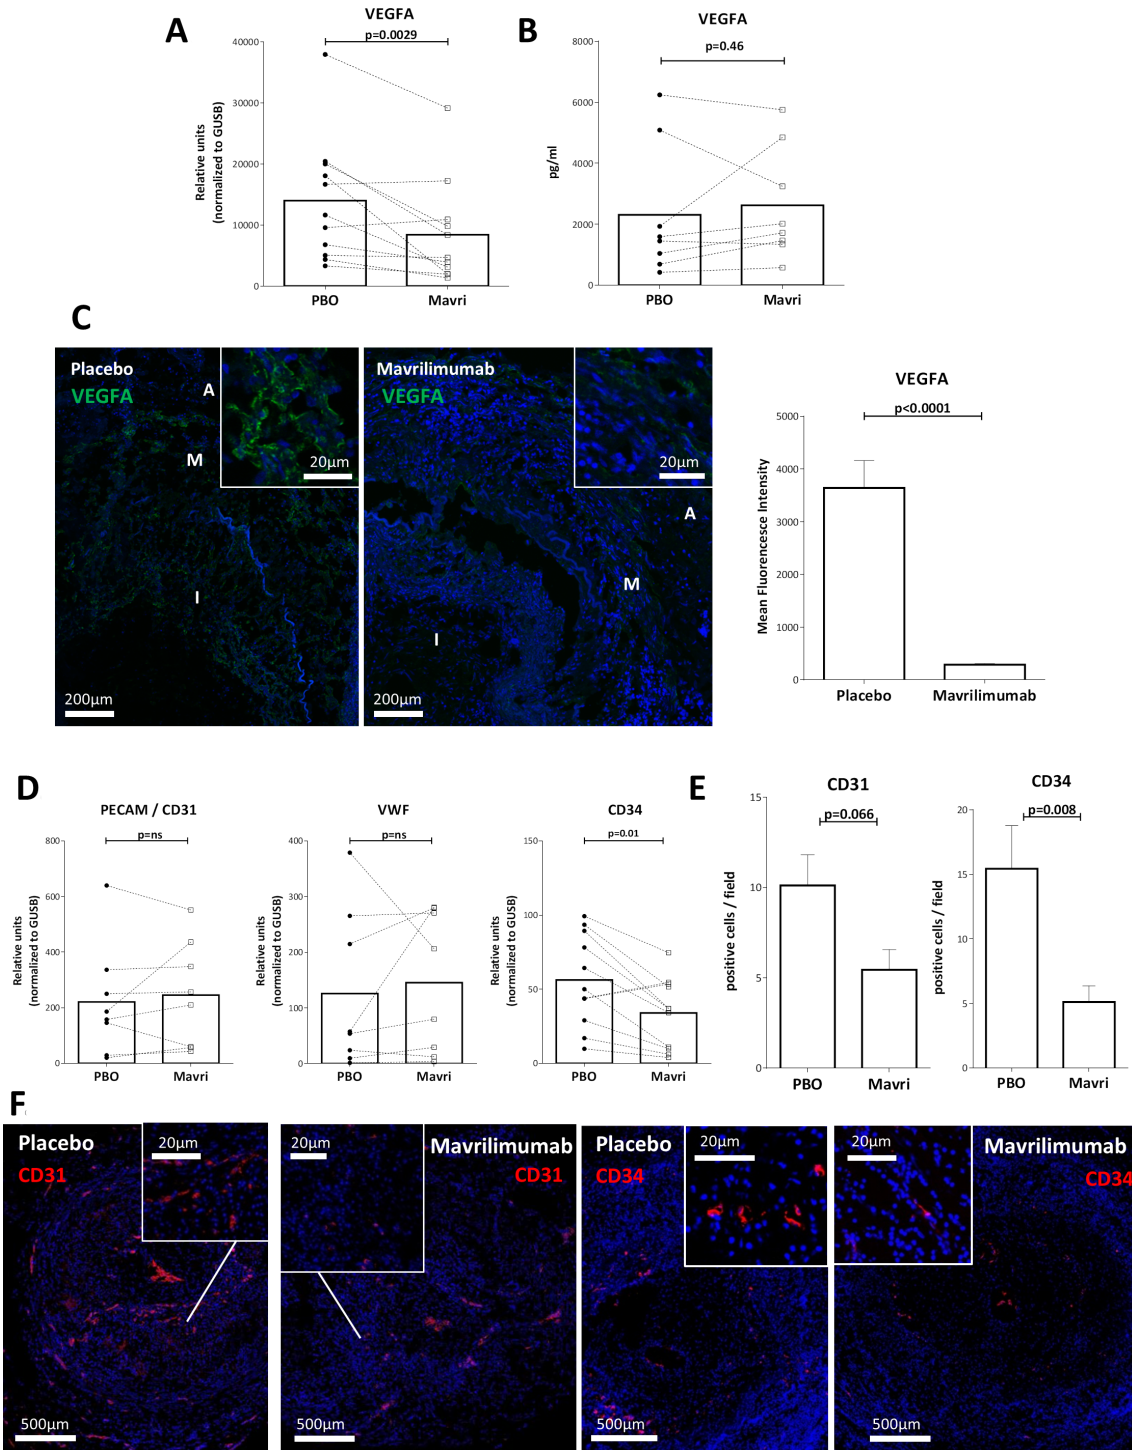 A
VEGFA
p=0.0029
Relative units
(normalized to GUSB)
40000
30000
20000
10000
0
PBO
Mavri
B
VEGFA
p=0.46
pg/ml
8000
6000
4000
2000
0
PBO
Mavri
C
Placebo
VEGFA
A
M
I
20μm
200μm
Mavrilimumab
VEGFA
20μm
A
M
I
200μm
VEGFA
p<0.0001
Mean Fluorencesce Intensity
5000
4000
3000
2000
1000
0
Placebo
Mavrilimumab
D
PECAM / CD31
p=ns
Relative units
(normalized to GUSB)
800
600
400
200
0
PBO
Mavri
VWF
p=ns
Relative units
(normalized to GUSB)
400
300
200
100
0
PBO
Mavri
CD34
p=0.01
Relative units
(normalized to GUSB)
150
100
50
0
PBO
Mavri
E
CD31
p=0.066
positive cells / field
15
10
5
0
PBO
Mavri
CD34
p=0.008
positive cells / field
20
15
10
5
0
PBO
Mavri
F
Placebo
CD31
20μm
500μm
20μm
Mavrilimumab
CD31
500μm
Placebo
CD34
20μm
500μm
20μm
Mavrilimumab
CD34
500μm